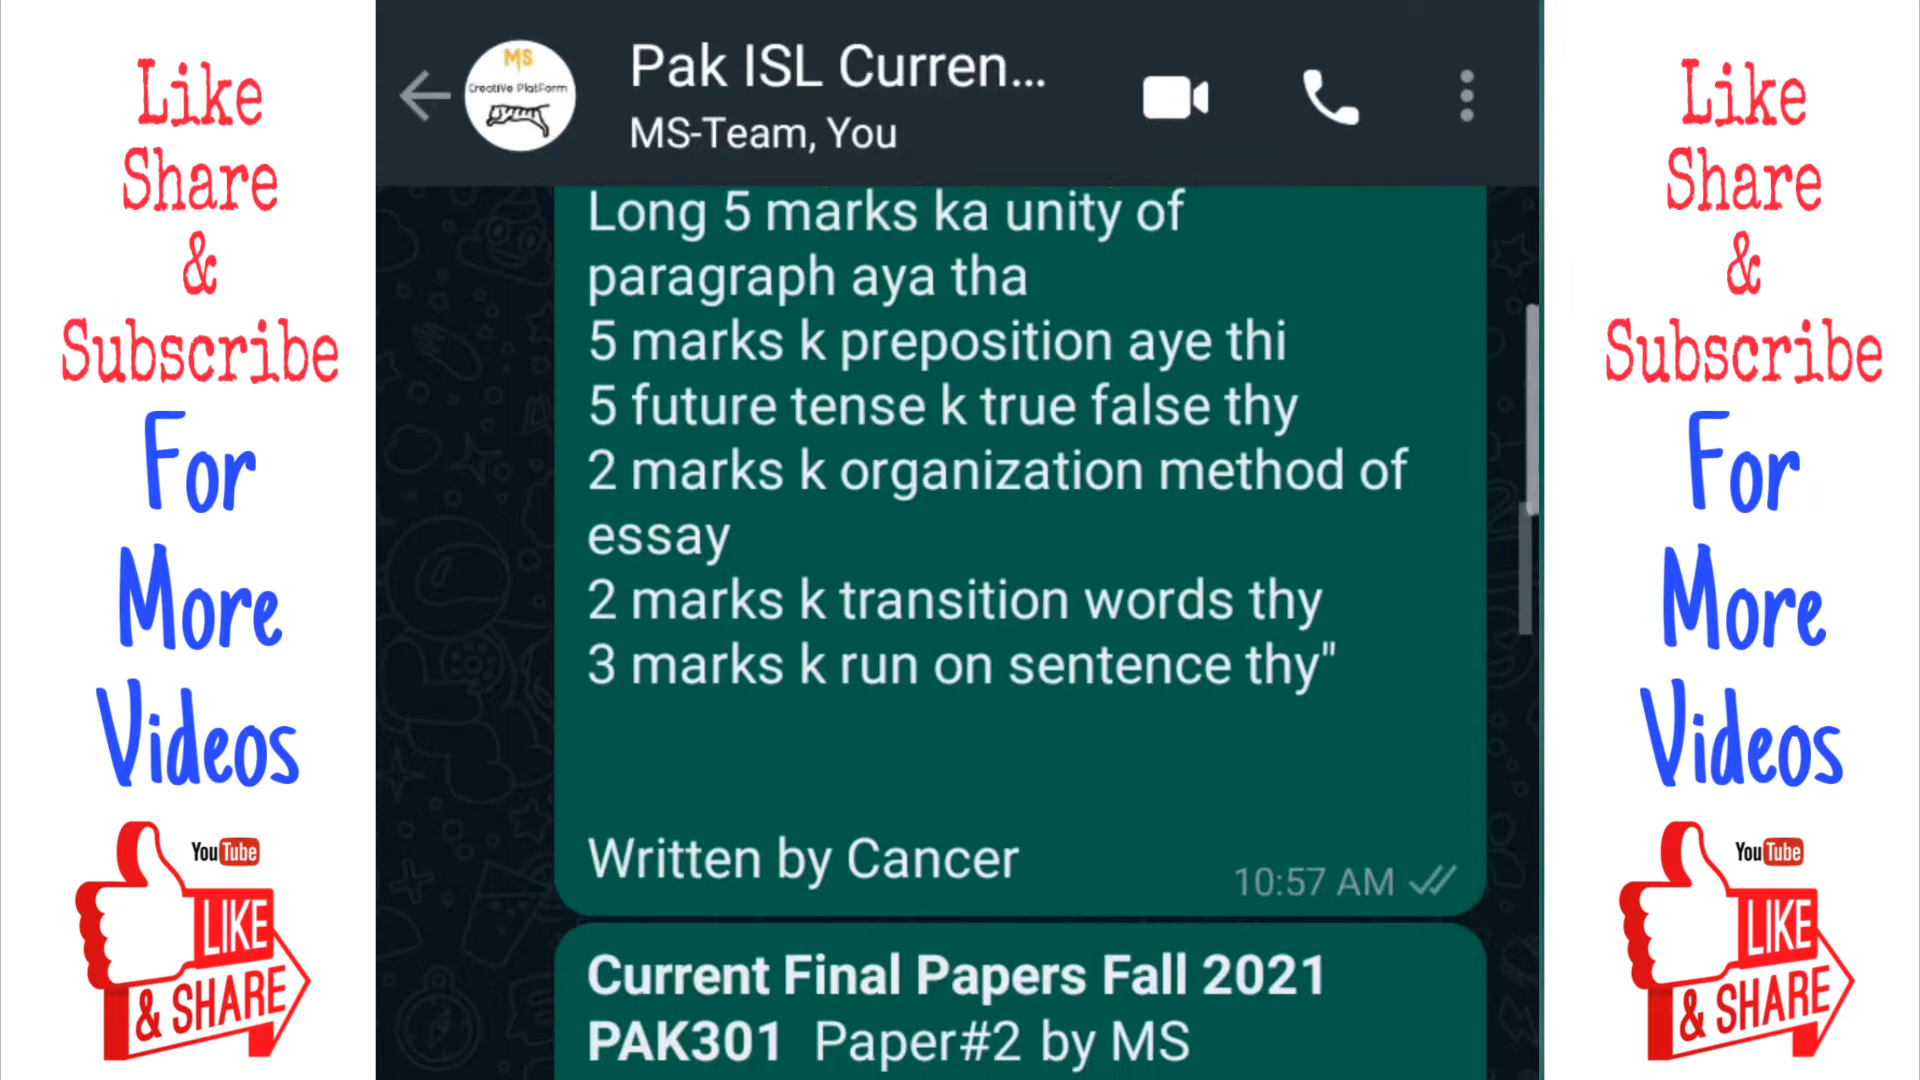 Like
Share
&
Subscribe
For
More
Videos
YouTube
LIKE
& SHARE
MS
Creative Platform
Pak ISL Curren...
MS-Team, You
Long 5 marks ka unity of
paragraph aya tha
5 marks k preposition aye thi
5 future tense k true false thy
2 marks k organization method of
essay
2 marks k transition words thy
3 marks k run on sentence thy"
Written by Cancer
10:57 AM
Current Final Papers Fall 2021
PAK301 Paper#2 by MS
Like
Share
&
Subscribe
For
More
Videos
YouTube
LIKE
& SHARE